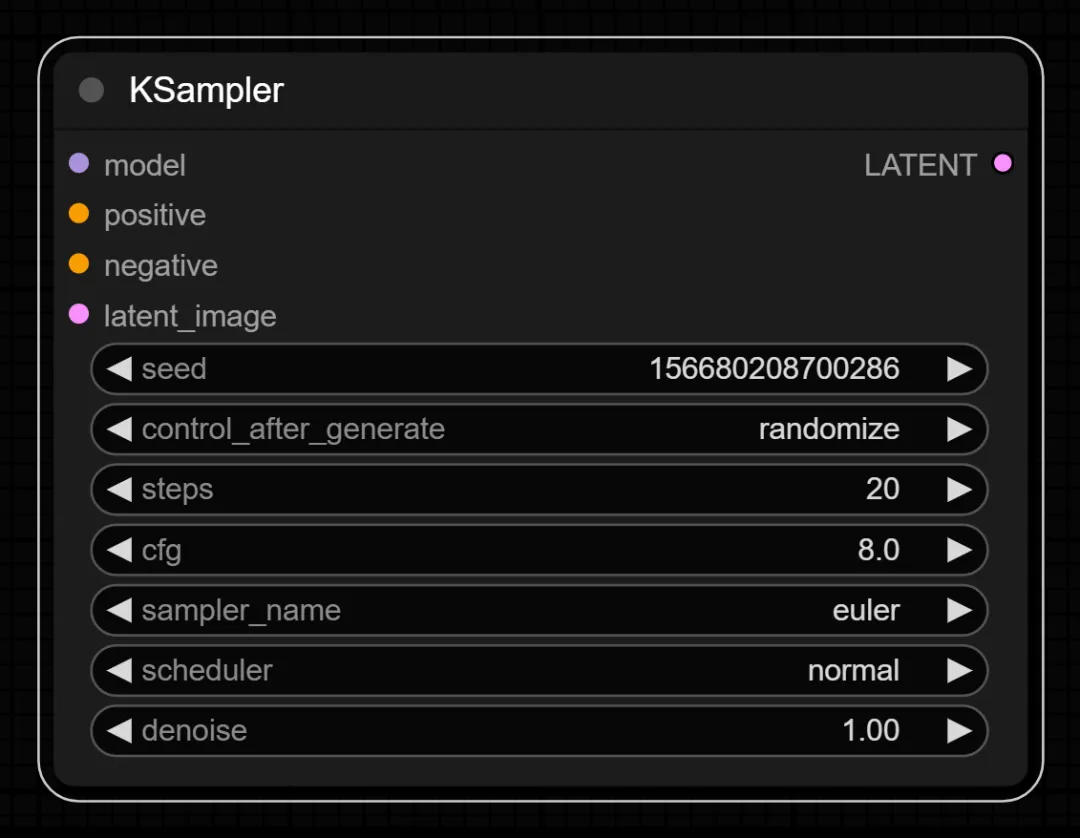 KSampler
model LATENT
positive
negative
latent_image
seed 156680208700286
control_after_generate randomize
steps 20
cfg 8.0
sampler_name euler
scheduler normal
denoise 1.00